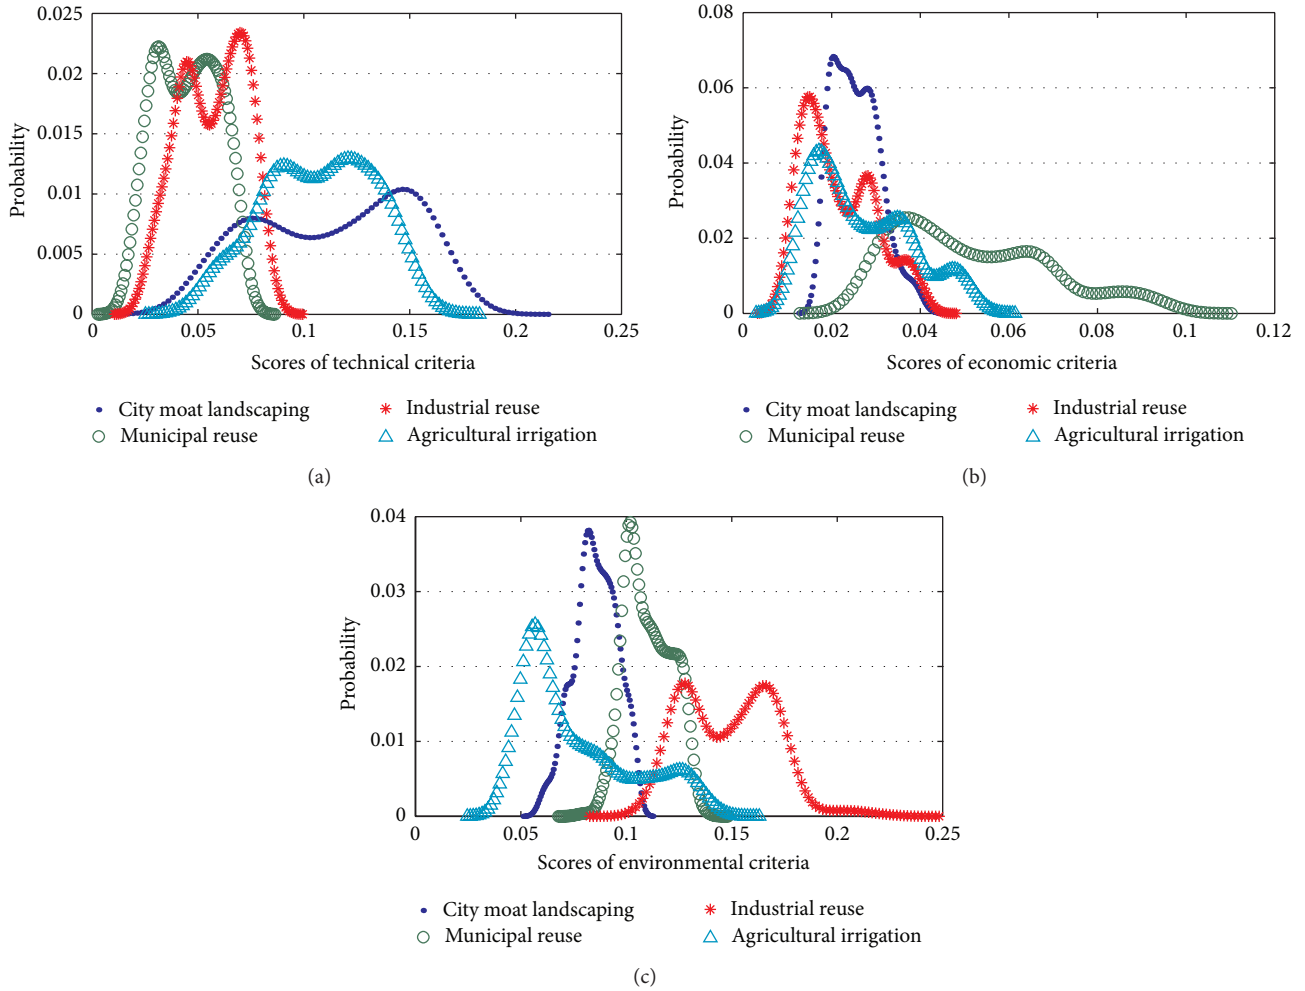 0.025
0.02
0.015
0.01
0.005
0
Probability
0 0.05 0.1 0.15 0.2 0.25
Scores of technical criteria
City moat landscaping
Municipal reuse
Industrial reuse
Agricultural irrigation
(a)
0.08
0.06
0.04
0.02
0
Probability
0 0.02 0.04 0.06 0.08 0.1 0.12
Scores of economic criteria
City moat landscaping
Municipal reuse
Industrial reuse
Agricultural irrigation
(b)
0.04
0.03
0.02
0.01
0
Probability
0 0.05 0.1 0.15 0.2 0.25
Scores of environmental criteria
City moat landscaping
Municipal reuse
Industrial reuse
Agricultural irrigation
(c)